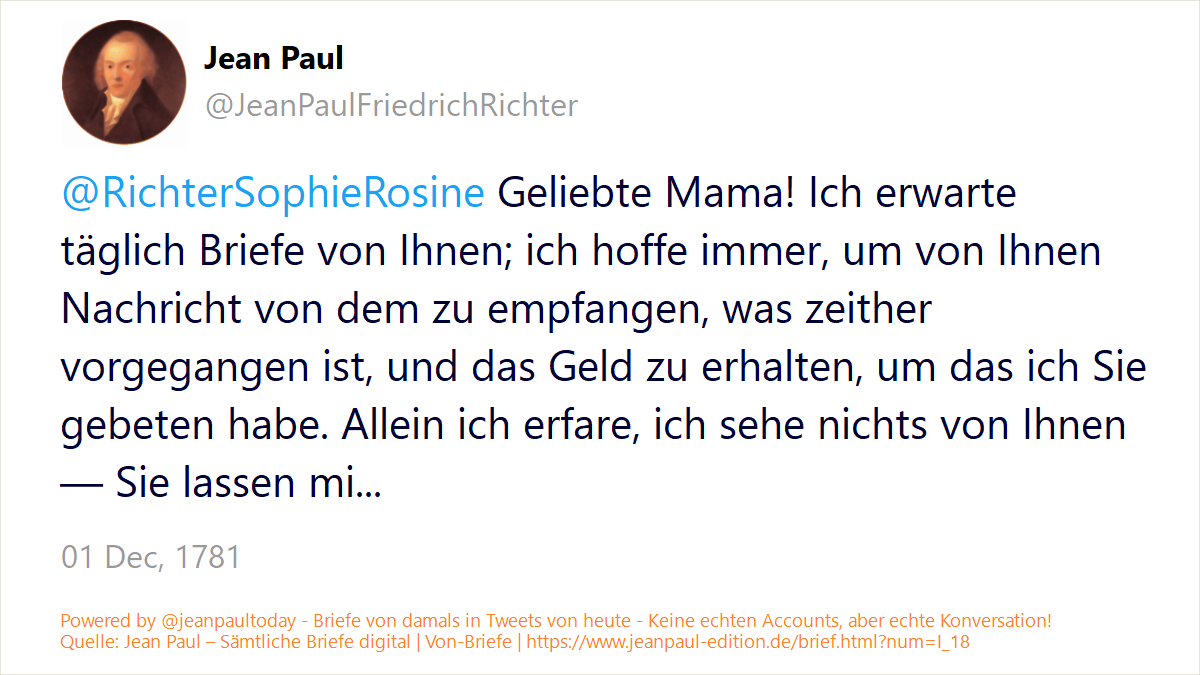 Jean Paul
@JeanPaulFriedrichRichter
@RichterSophieRosine Geliebte Mama! Ich erwarte
täglich Briefe von Ihnen; ich hoffe immer, um von Ihnen
Nachricht von dem zu empfangen, was zeither
vorgegangen ist, und das Geld zu erhalten, um das ich Sie
gebeten habe. Allein ich erfare, ich sehe nichts von Ihnen
— Sie lassen mi...
01 Dec, 1781
Powered by @jeanpaultoday - Briefe von damals in Tweets von heute - Keine echten Accounts, aber echte Konversation!
Quelle: Jean Paul – Sämtliche Briefe digital | Von-Briefe | https://www.jeanpaul-edition.de/brief.html?num=I_18